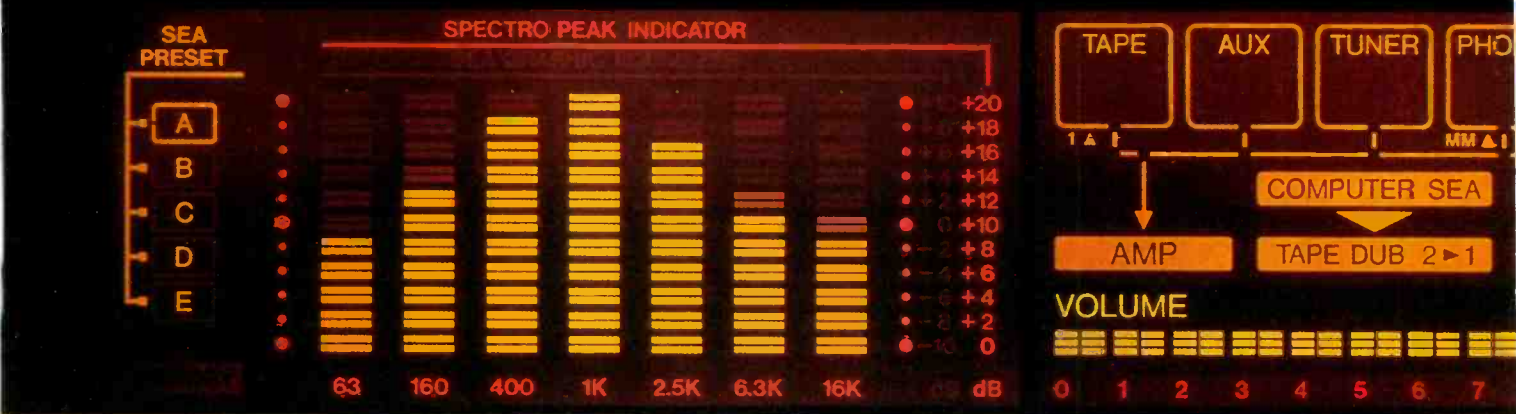 SEA
PRESET
A
B
C
D
E
SPECTRO PEAK INDICATOR
+20
+18
+16
+14
+12
+10
+8
+6
+4
+2
0
63 160 400 1K 2.5K 6.3K 16K dB
TAPE AUX TUNER
1 ▲ MM ▲
COMPUTER SEA
AMP TAPE DUB 2 ► 1
VOLUME
0 1 2 3 4 5 6 7